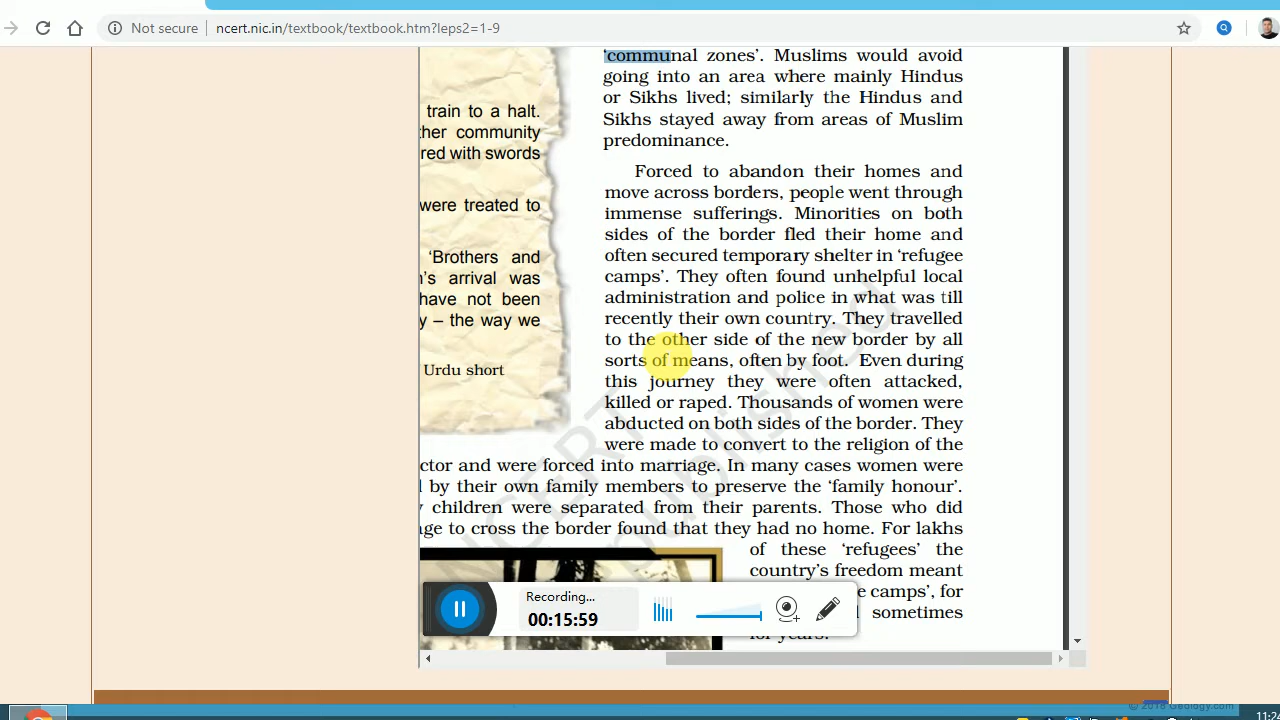 Not secure
ncert.nic.in/textbook/textbook.htm?leps2=1-9
train to a halt.
ther community
red with swords
were treated to
'Brothers and
n's arrival was
have not been
y – the way we
Urdu short
'communal zones'. Muslims would avoid
going into an area where mainly Hindus
or Sikhs lived; similarly the Hindus and
Sikhs stayed away from areas of Muslim
predominance.
Forced to abandon their homes and
move across borders, people went through
immense sufferings. Minorities on both
sides of the border fled their home and
often secured temporary shelter in 'refugee
camps'. They often found unhelpful local
administration and police in what was till
recently their own country. They travelled
to the other side of the new border by all
sorts of means, often by foot. Even during
this journey they were often attacked,
killed or raped. Thousands of women were
abducted on both sides of the border. They
were made to convert to the religion of the
ctor and were forced into marriage. In many cases women were
l by their own family members to preserve the 'family honour'.
y children were separated from their parents. Those who did
age to cross the border found that they had no home. For lakhs
of these 'refugees' the
country's freedom meant
e camps', for
sometimes
for years.
NCERT
published
Recording...
00:15:59
© 2018 Geology.com
11:24